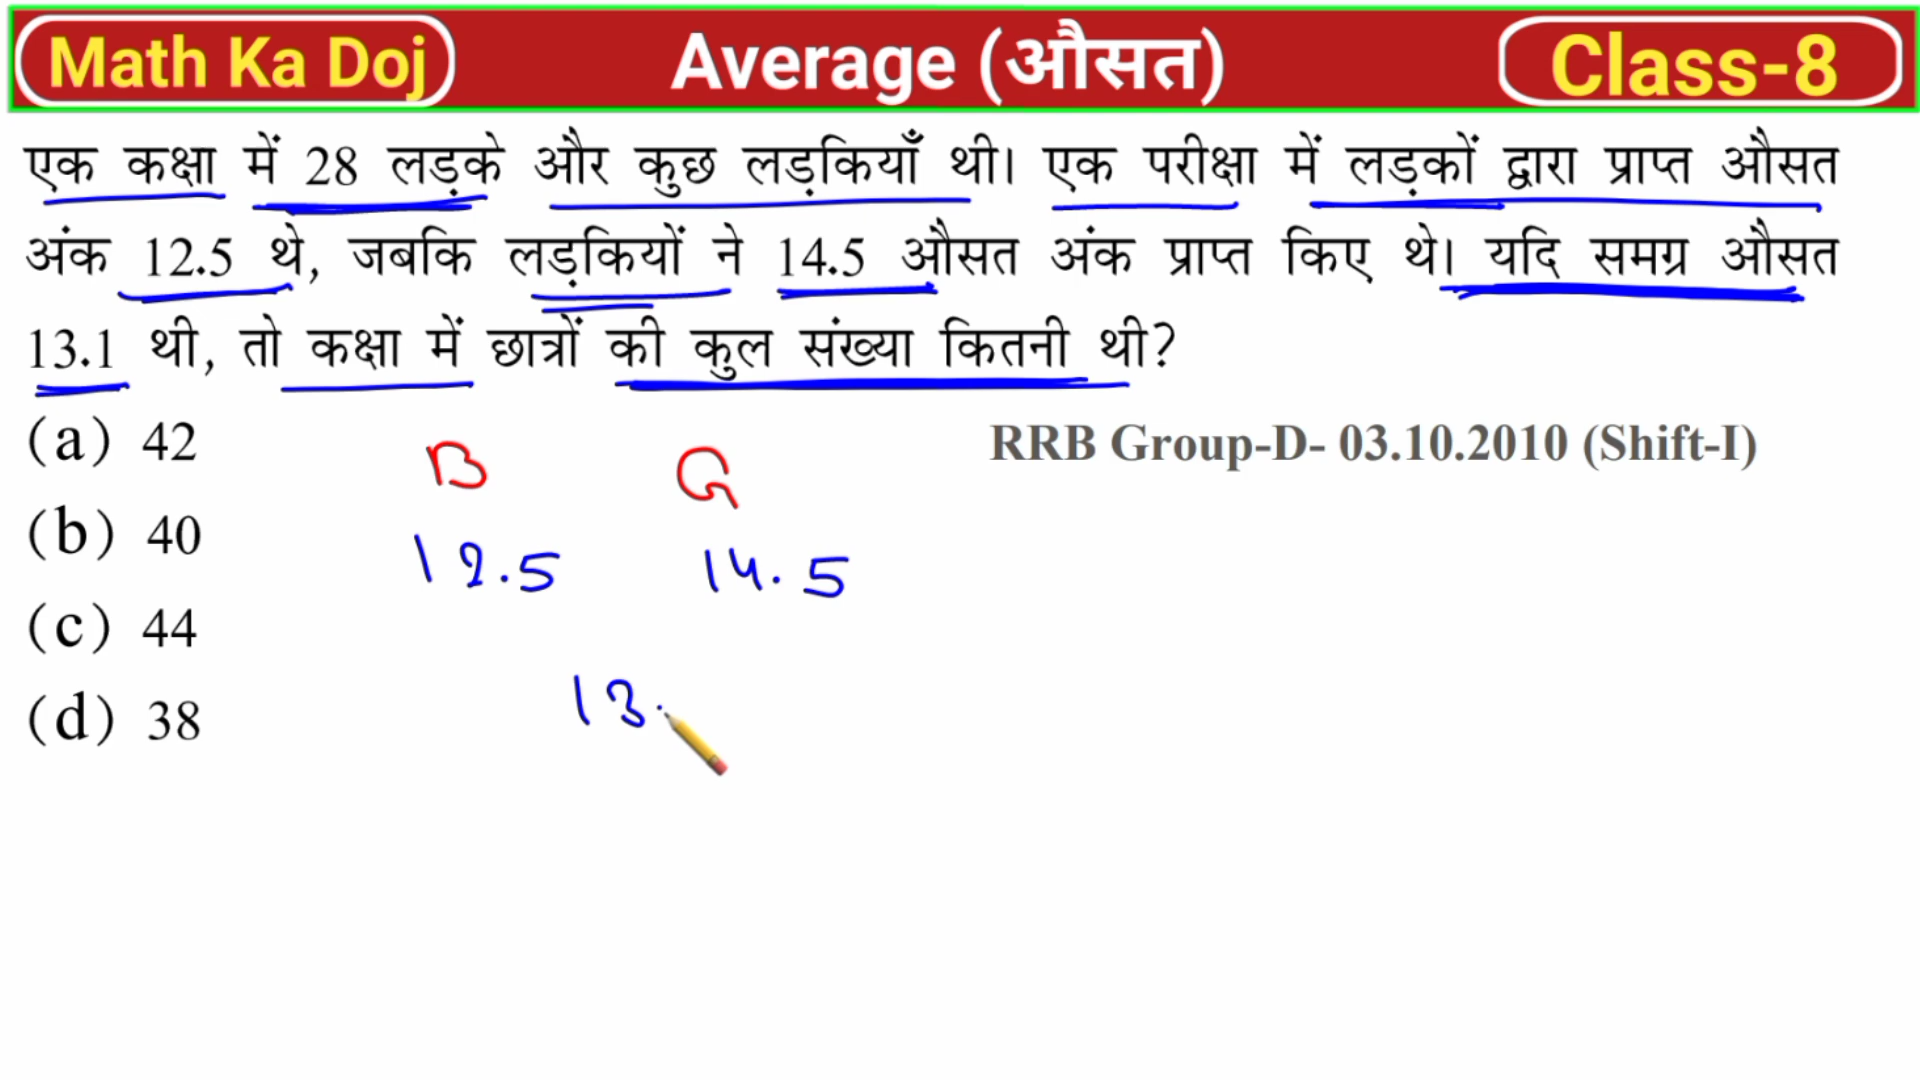 Math Ka Doj
Average (औसत)
Class-8
एक कक्षा में 28 लड़के और कुछ लड़कियाँ थी। एक परीक्षा में लड़कों द्वारा प्राप्त औसत
अंक 12.5 थे, जबकि लड़कियों ने 14.5 औसत अंक प्राप्त किए थे। यदि समग्र औसत
13.1 थी, तो कक्षा में छात्रों की कुल संख्या कितनी थी?
(a) 42
RRB Group-D- 03.10.2010 (Shift-I)
B G
(b) 40
12.5 14.5
(c) 44
(d) 38
13.